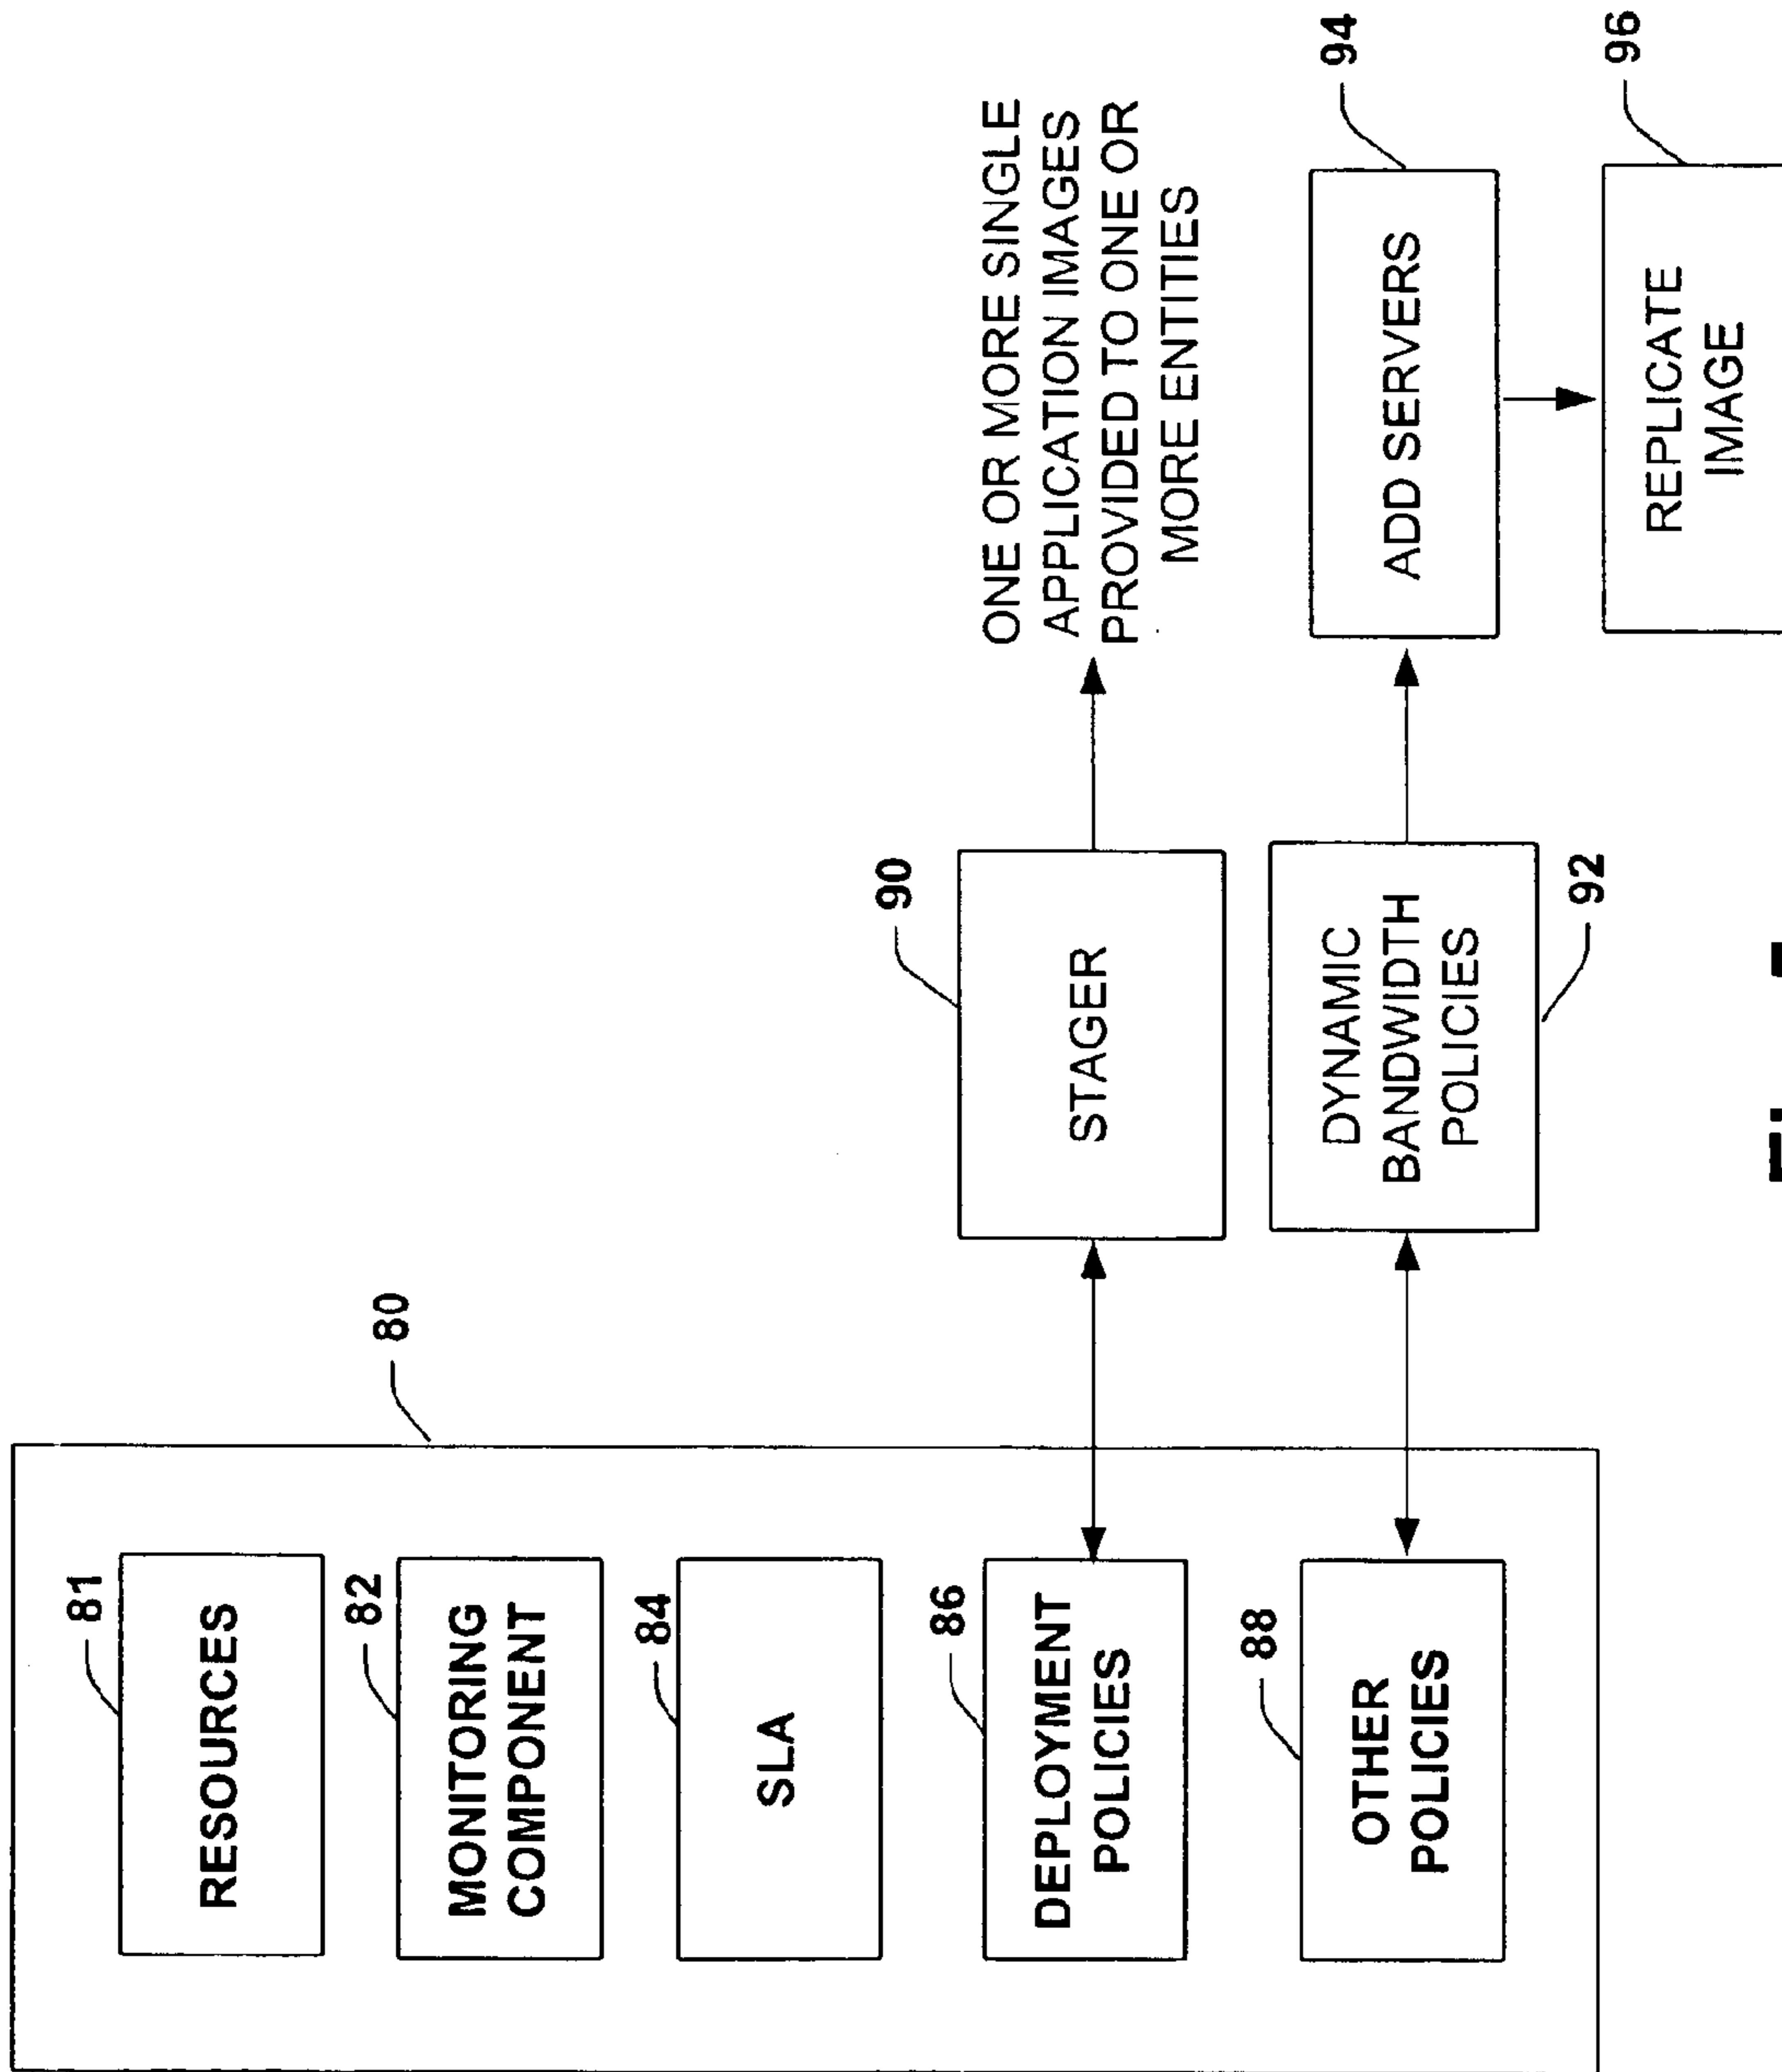 80
81
RESOURCES
82
MONITORING
COMPONENT
84
SLA
86
DEPLOYMENT
POLICIES
88
OTHER
POLICIES
90
STAGER
ONE OR MORE SINGLE
APPLICATION IMAGES
PROVIDED TO ONE OR
MORE ENTITIES
DYNAMIC
BANDWIDTH
POLICIES
92
94
ADD SERVERS
96
REPLICATE
IMAGE